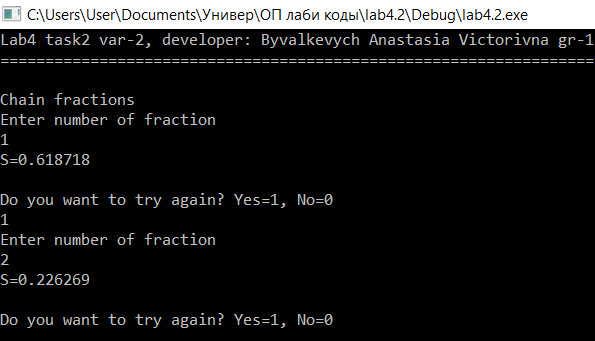 C:\Users\User\Documents\Универ\ОП лаби коды\lab4.2\Debug\lab4.2.exe
Lab4 task2 var-2, developer: Byvalkevych Anastasia Victorivna gr-1
==================================================================
Chain fractions
Enter number of fraction
1
S=0.618718
Do you want to try again? Yes=1, No=0
1
Enter number of fraction
2
S=0.226269
Do you want to try again? Yes=1, No=0